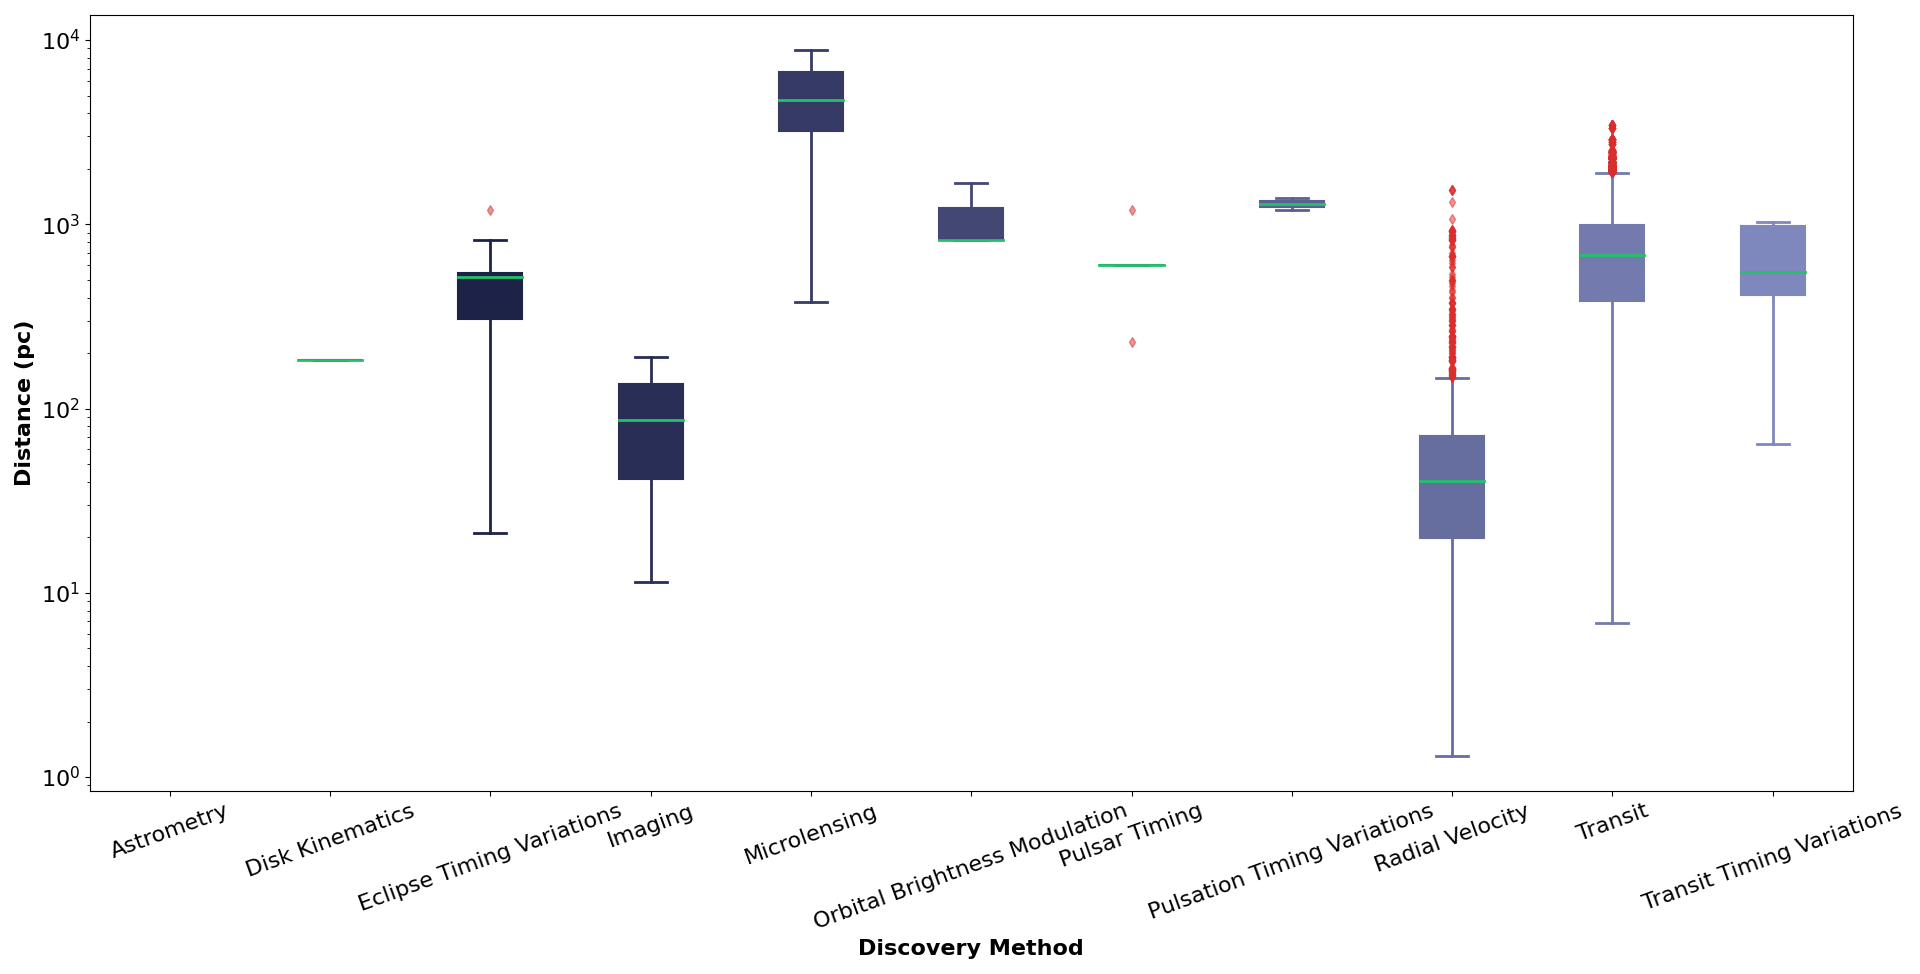 Distance (pc)
10⁴
10³
10²
10¹
10⁰
Astrometry
Disk Kinematics
Eclipse Timing Variations
Imaging
Microlensing
Orbital Brightness Modulation
Pulsar Timing
Pulsation Timing Variations
Radial Velocity
Transit
Transit Timing Variations
Discovery Method